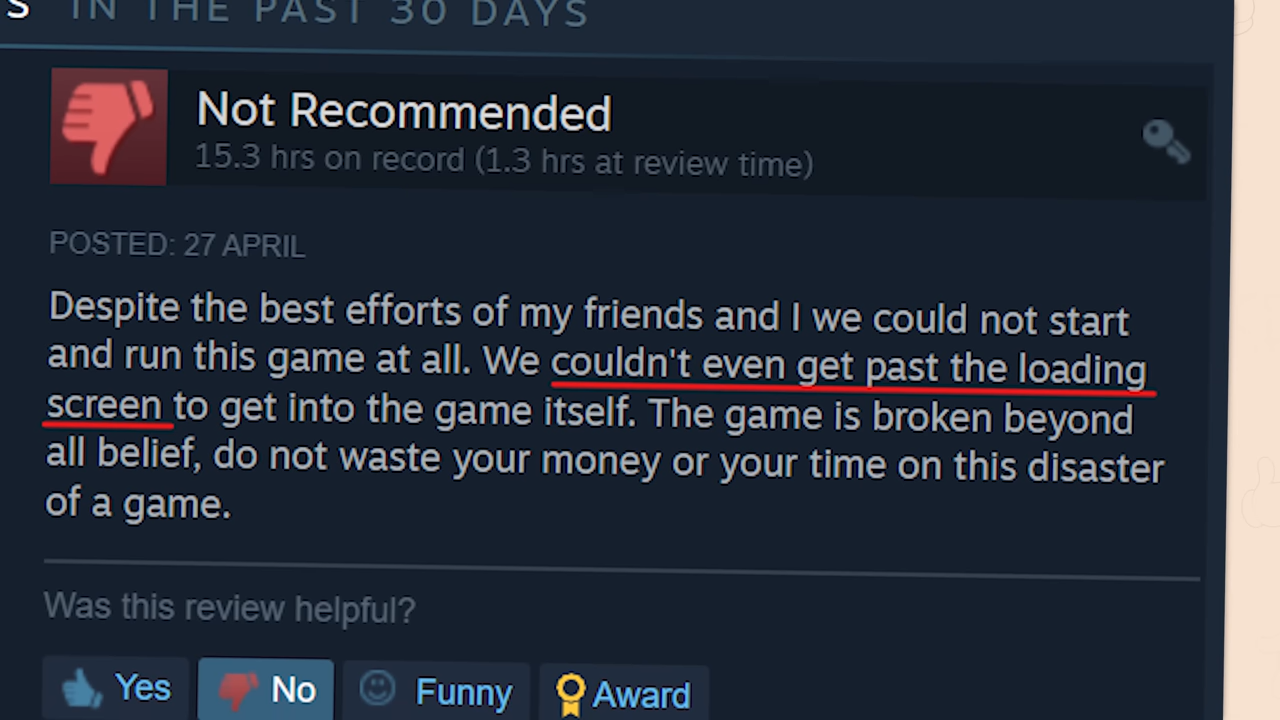 S IN THE PAST 30 DAYS
Not Recommended
15.3 hrs on record (1.3 hrs at review time)
POSTED: 27 APRIL
Despite the best efforts of my friends and I we could not start
and run this game at all. We couldn't even get past the loading
screen to get into the game itself. The game is broken beyond
all belief, do not waste your money or your time on this disaster
of a game.
Was this review helpful?
Yes No Funny Award